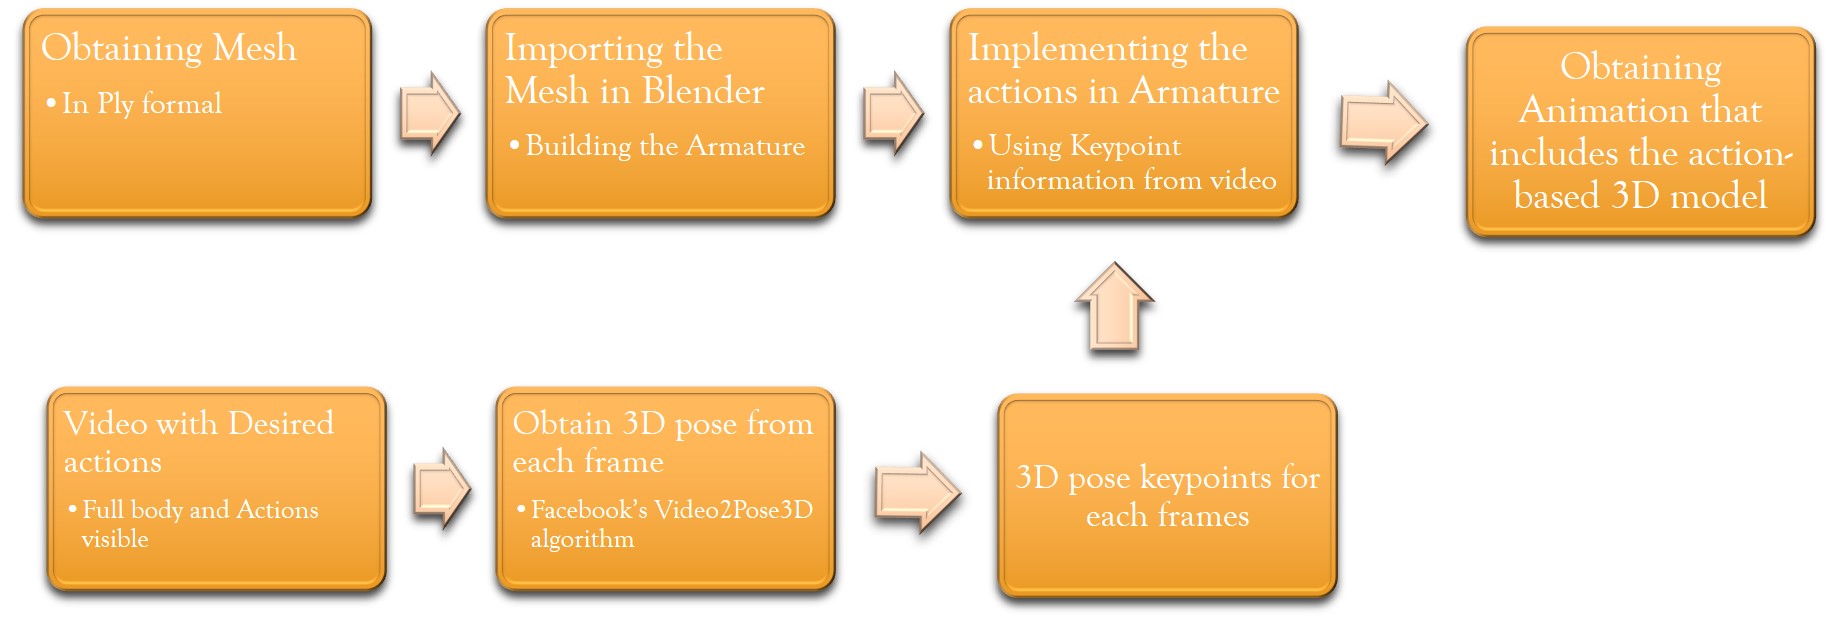 Obtaining Mesh
• In Ply formal
Importing the
Mesh in Blender
• Building the Armature
Implementing the
actions in Armature
• Using Keypoint
information from video
Obtaining
Animation that
includes the action-
based 3D model
Video with Desired
actions
• Full body and Actions
visible
Obtain 3D pose from
each frame
• Facebook's Video2Pose3D
algorithm
3D pose keypoints for
each frames